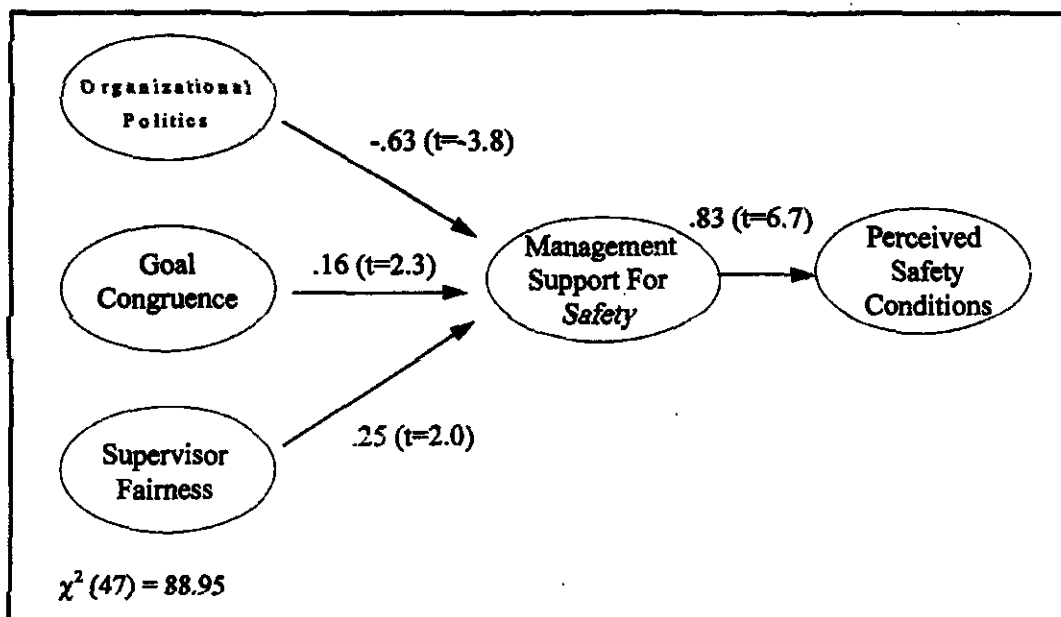 Organizational
Politics
-.63 (t=-3.8)
Goal
Congruence
.16 (t=2.3)
Management
Support For
Safety
.83 (t=6.7)
Perceived
Safety
Conditions
Supervisor
Fairness
.25 (t=2.0)
χ² (47) = 88.95